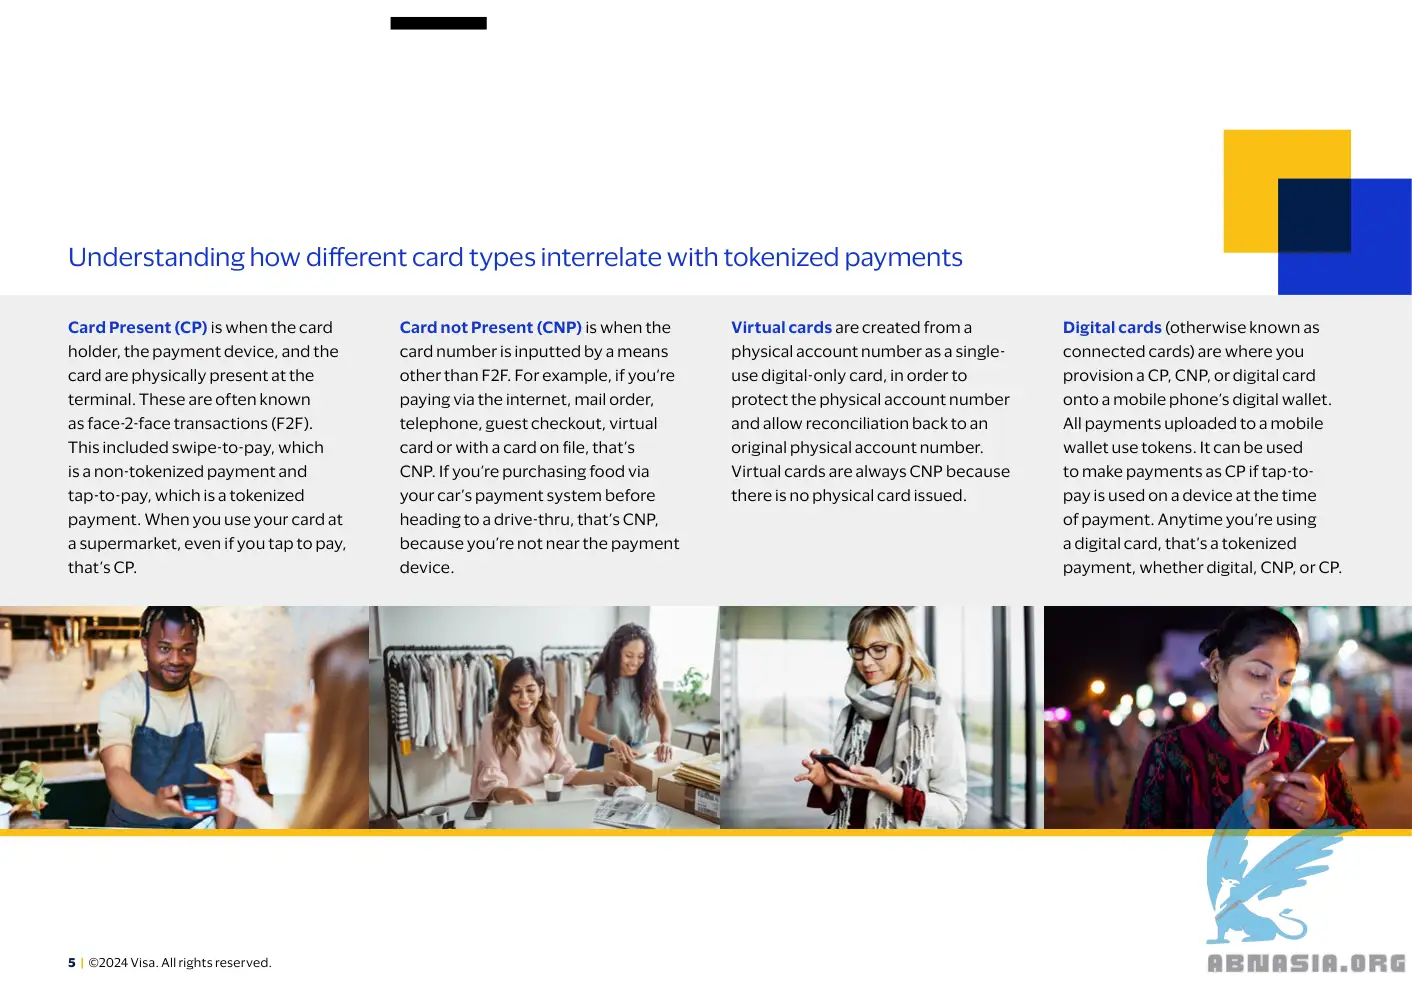 Understanding how different card types interrelate with tokenized payments
Card Present (CP) is when the card
holder, the payment device, and the
card are physically present at the
terminal. These are often known
as face-2-face transactions (F2F).
This included swipe-to-pay, which
is a non-tokenized payment and
tap-to-pay, which is a tokenized
payment. When you use your card at
a supermarket, even if you tap to pay,
that's CP.
Card not Present (CNP) is when the
card number is inputted by a means
other than F2F. For example, if you're
paying via the internet, mail order,
telephone, guest checkout, virtual
card or with a card on file, that's
CNP. If you're purchasing food via
your car's payment system before
heading to a drive-thru, that's CNP,
because you're not near the payment
device.
Virtual cards are created from a
physical account number as a single-
use digital-only card, in order to
protect the physical account number
and allow reconciliation back to an
original physical account number.
Virtual cards are always CNP because
there is no physical card issued.
Digital cards (otherwise known as
connected cards) are where you
provision a CP, CNP, or digital card
onto a mobile phone's digital wallet.
All payments uploaded to a mobile
wallet use tokens. It can be used
to make payments as CP if tap-to-
pay is used on a device at the time
of payment. Anytime you're using
a digital card, that's a tokenized
payment, whether digital, CNP, or CP.
5 | ©2024 Visa. All rights reserved.
ABNASIA.ORG